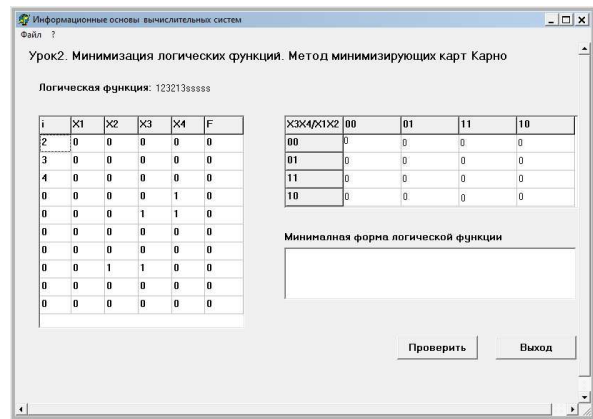 Информационные основы вычислительных систем
Файл ?
Урок2. Минимизация логических функций. Метод минимизирующих карт Карно
Логическая функция: 123213sssss
i X1 X2 X3 X4 F
2 0 0 0 0 0
3 0 0 0 0 0
4 0 0 0 0 0
0 0 0 0 1 0
0 0 0 1 1 0
0 0 0 0 0 0
0 0 0 0 0 0
0 0 1 1 0 0
0 0 0 0 0 0
0 0 0 0 0 0
X3X4/X1X2 00 01 11 10
00 0 0 0 0
01 0 0 0 0
11 0 0 0 0
10 0 0 0 0
Минималная форма логической функции
Проверить Выход